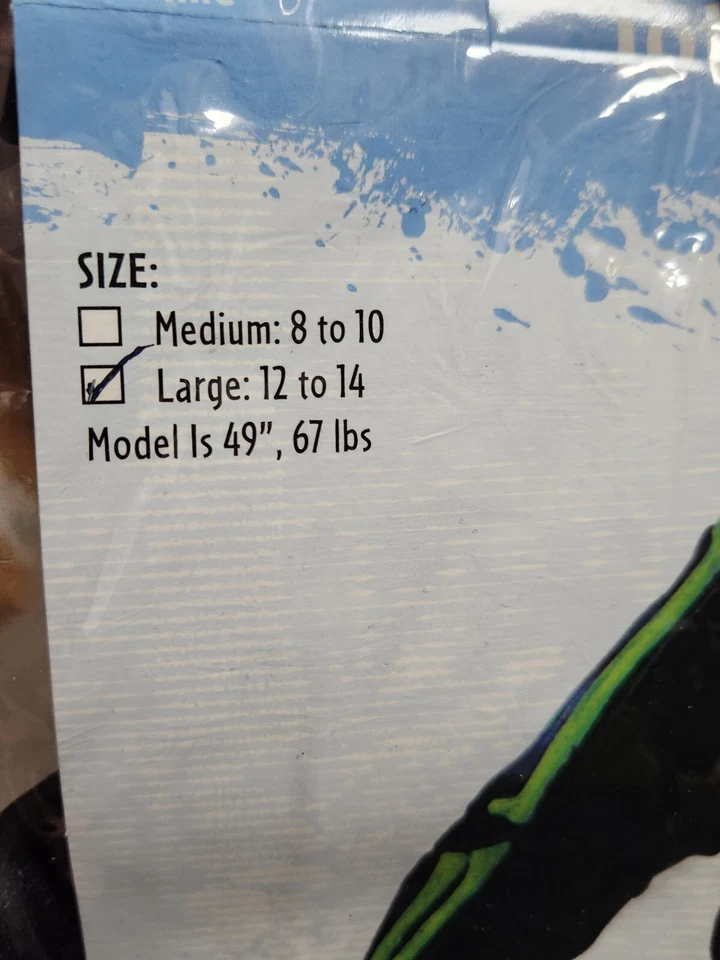 SIZE:
Medium: 8 to 10
Large: 12 to 14
Model Is 49", 67 lbs